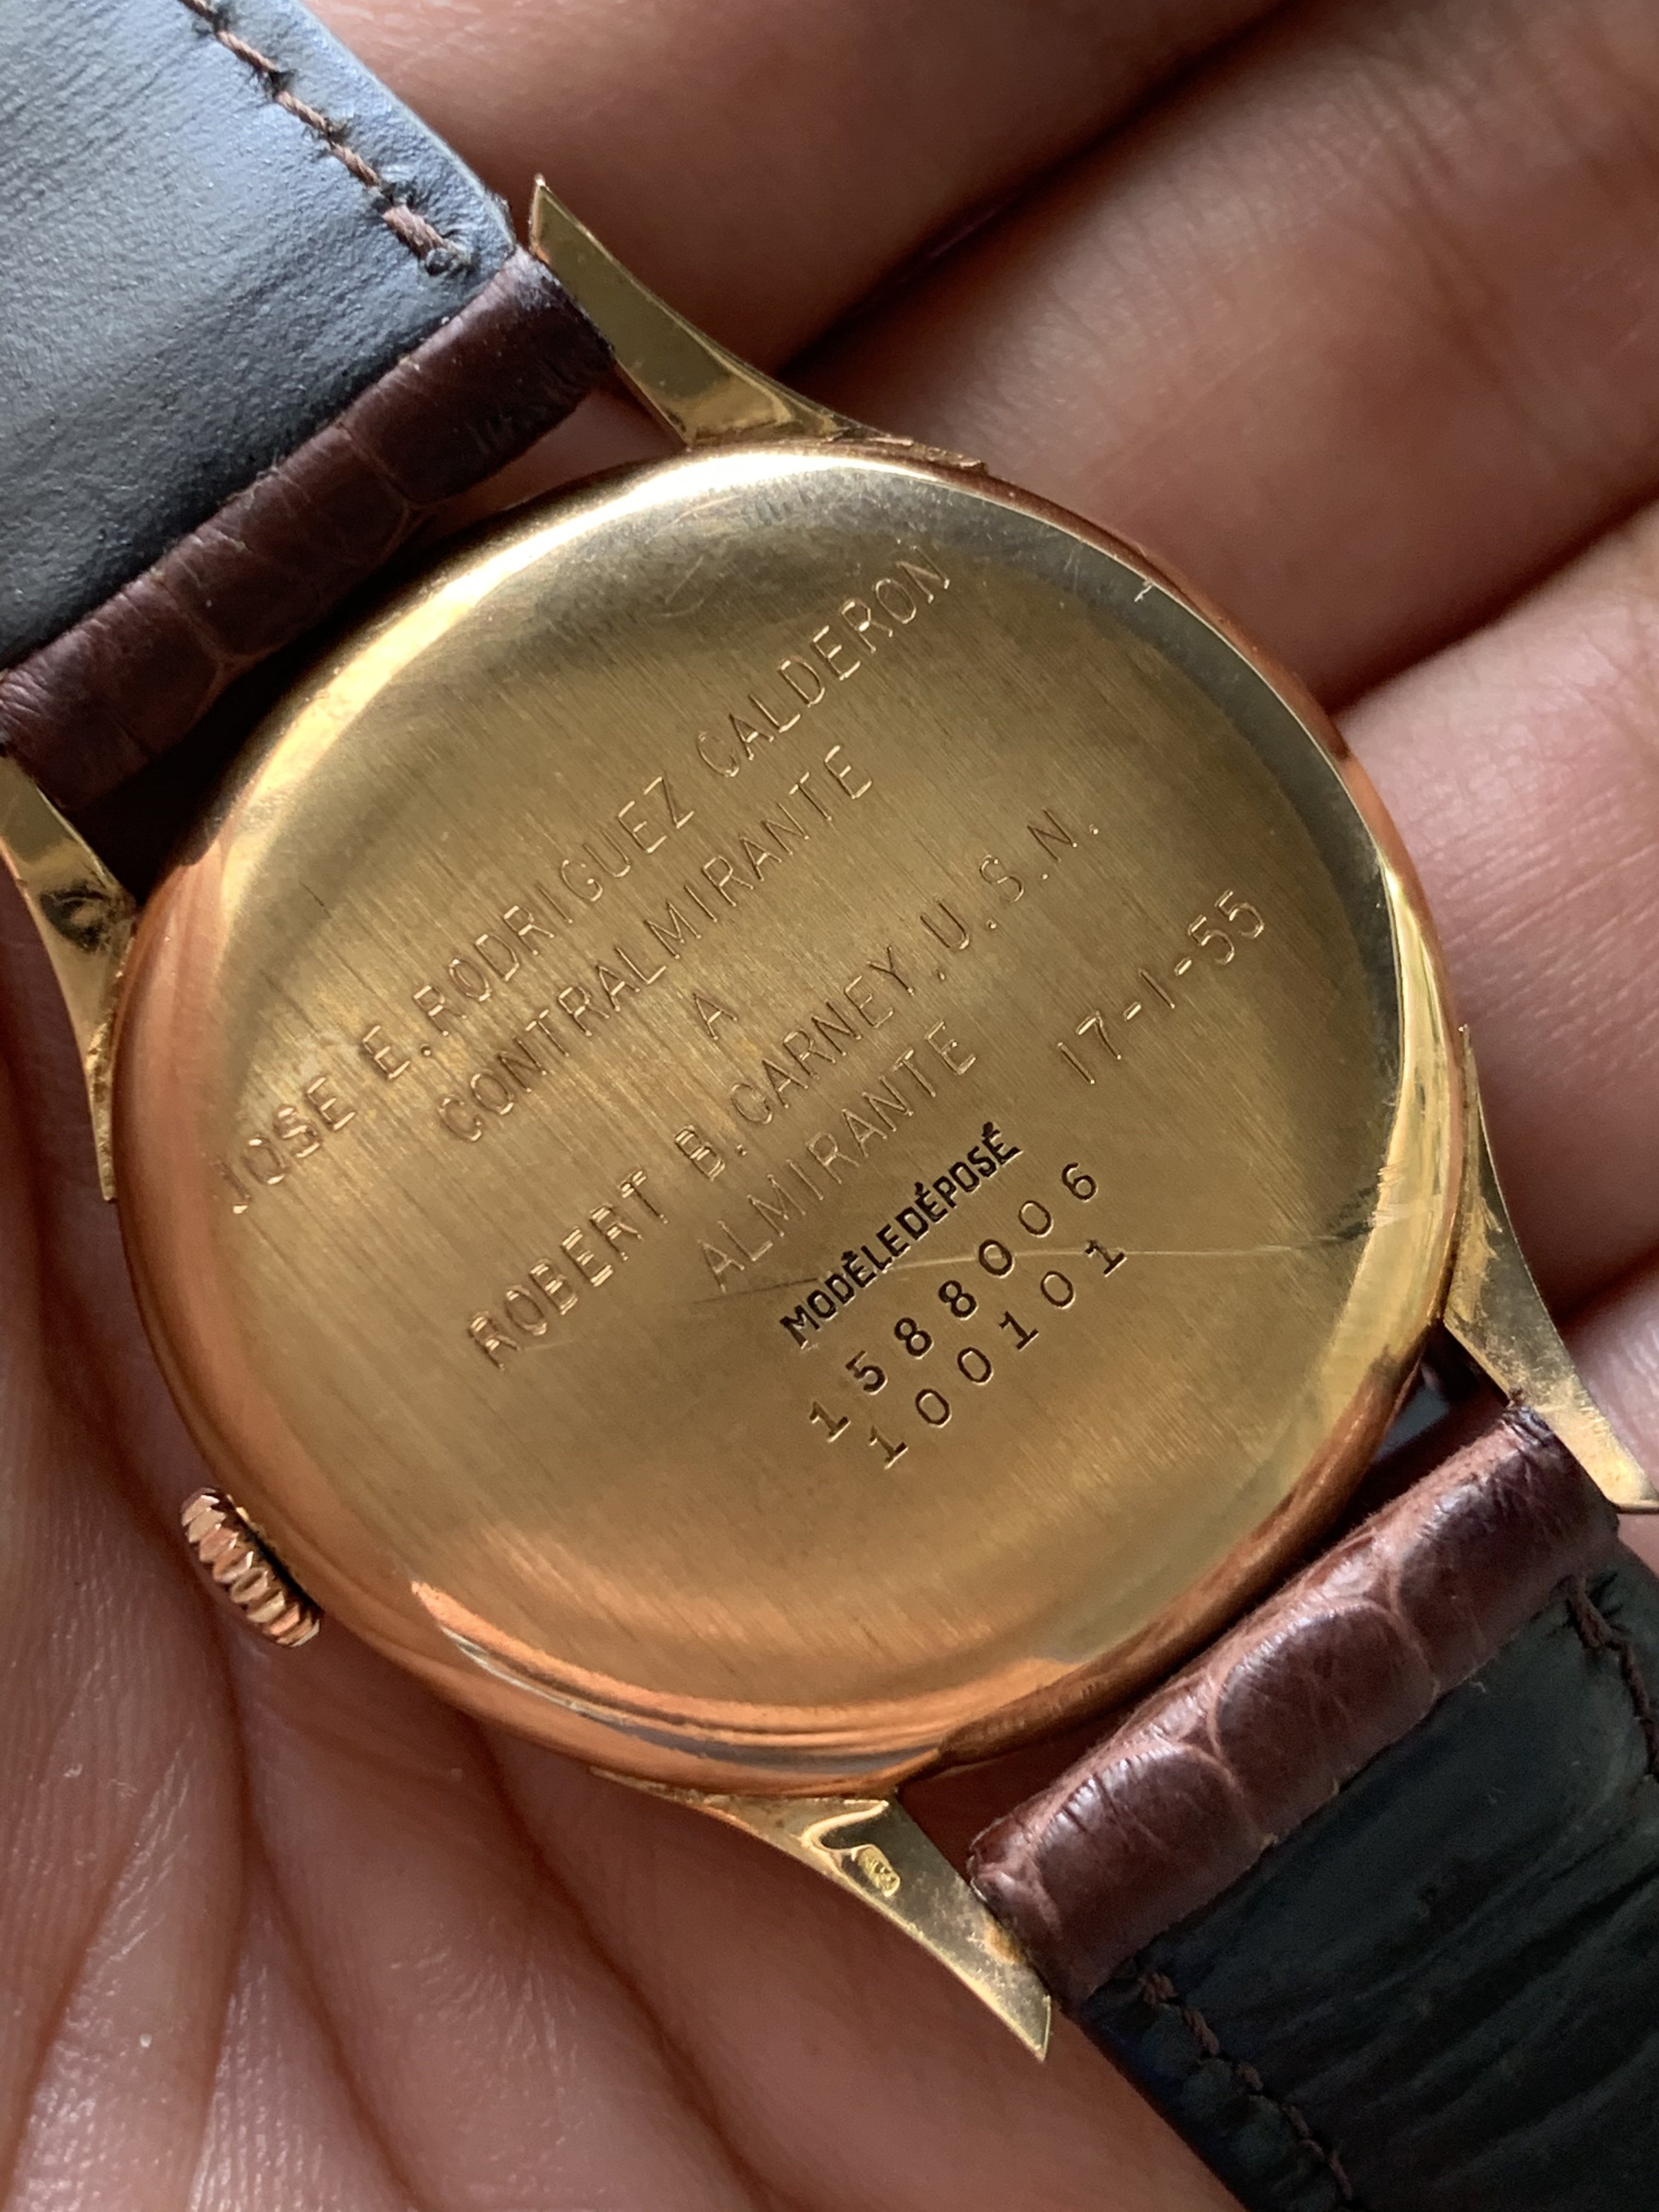 JOSE E. RODRIGUEZ CALDERON
CONTRALMIRANTE
A
ROBERT B. CARNEY, U.S.N.
ALMIRANTE 17-1-55
MODÈLE DÉPOSÉ
1588006
100101